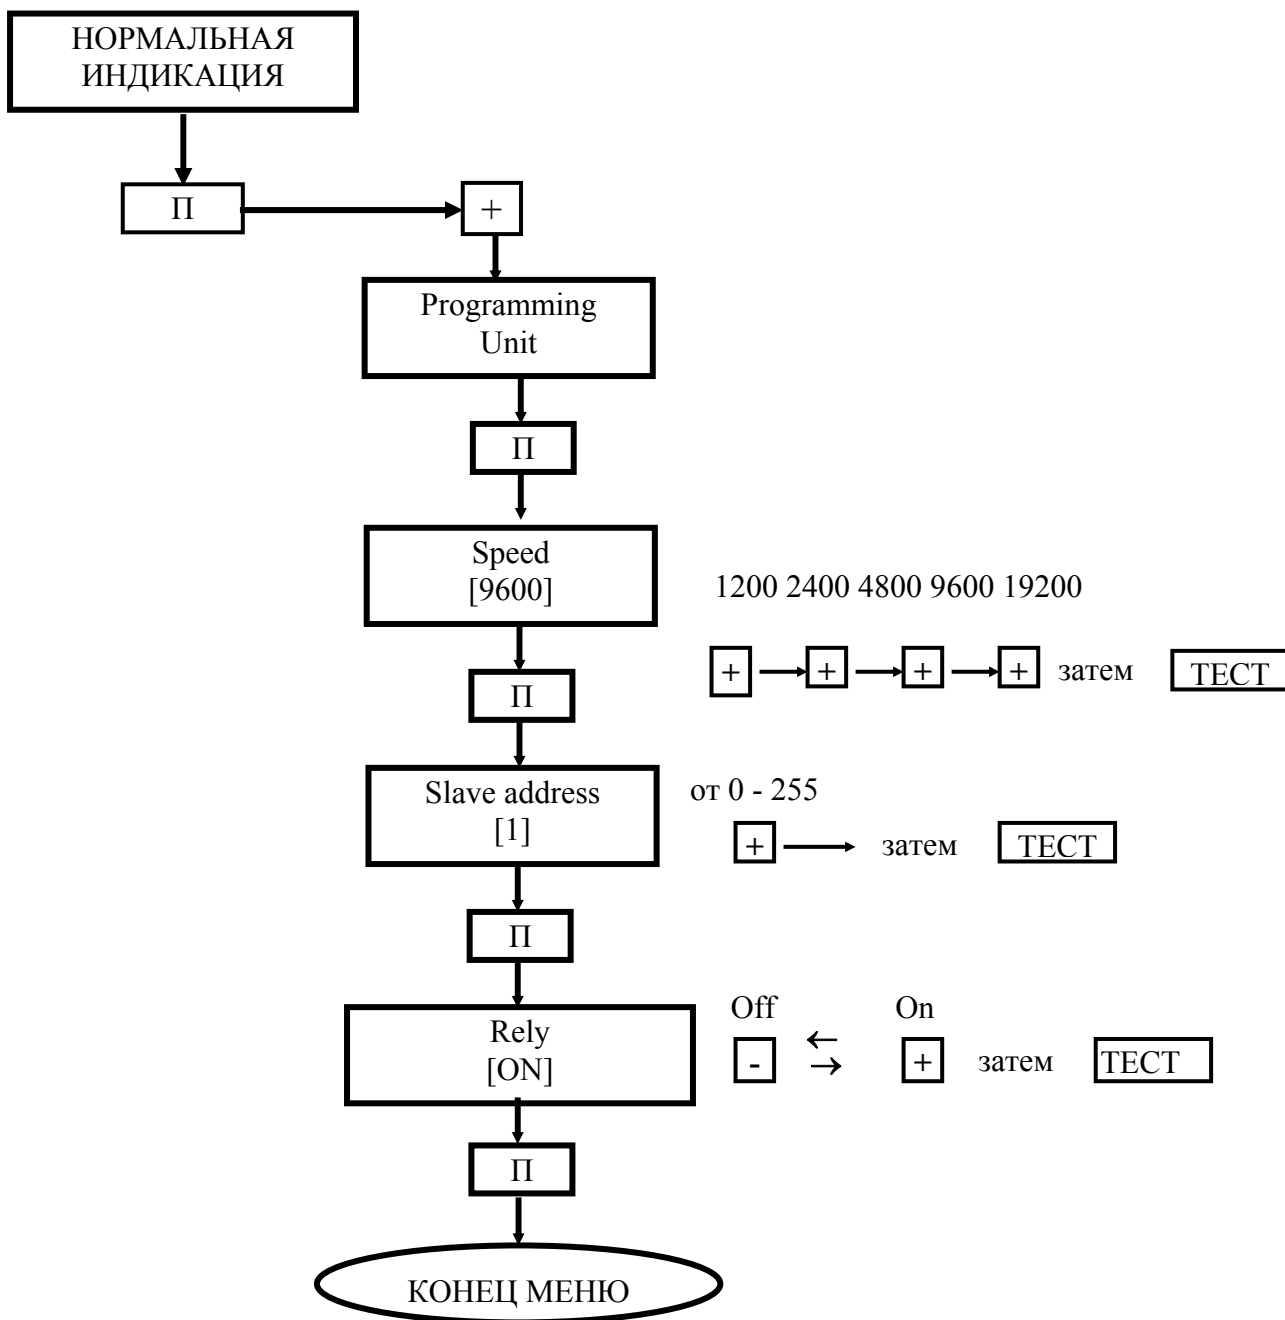 НОРМАЛЬНАЯ
ИНДИКАЦИЯ
П
+
Programming
Unit
П
Speed
[9600]
1200 2400 4800 9600 19200
+ + + + затем ТЕСТ
П
Slave address
[1]
от 0 - 255
+ затем ТЕСТ
П
Rely
[ON]
Off On
- ← → + затем ТЕСТ
П
КОНЕЦ МЕНЮ